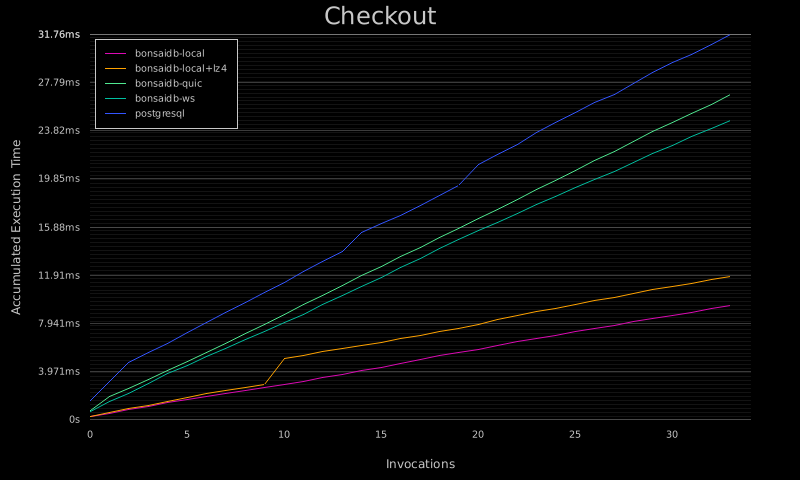 Checkout
31.76ms
27.79ms
23.82ms
19.85ms
15.88ms
11.91ms
7.941ms
3.971ms
0s
Accumulated Execution Time
bonsaidb-local
bonsaidb-local+lz4
bonsaidb-quic
bonsaidb-ws
postgresql
0 5 10 15 20 25 30
Invocations